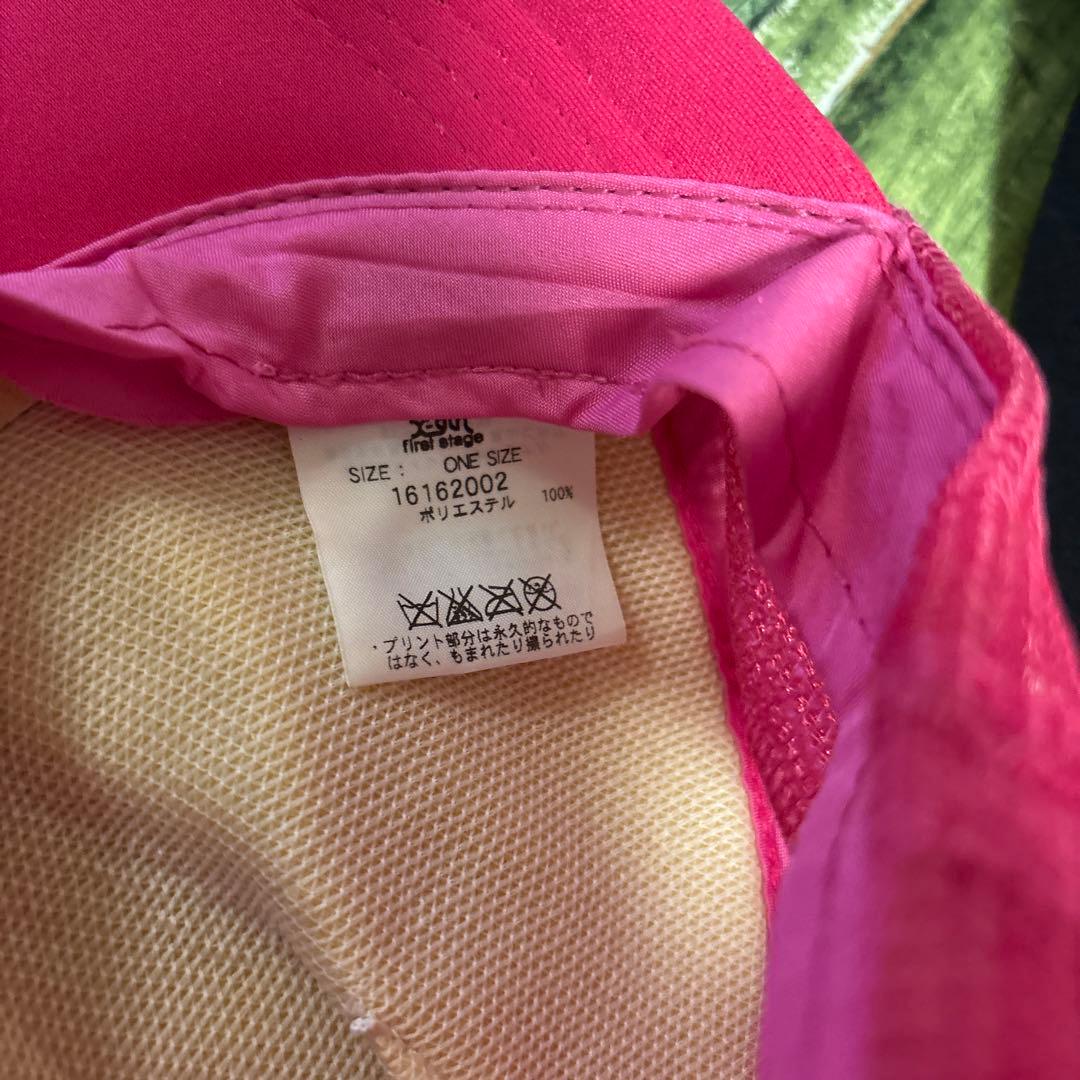 X-girl
first stage
SIZE : ONE SIZE
16162002
ポリエステル 100%
・プリント部分は永久的なもので
はなく、もまれたり擦られたり